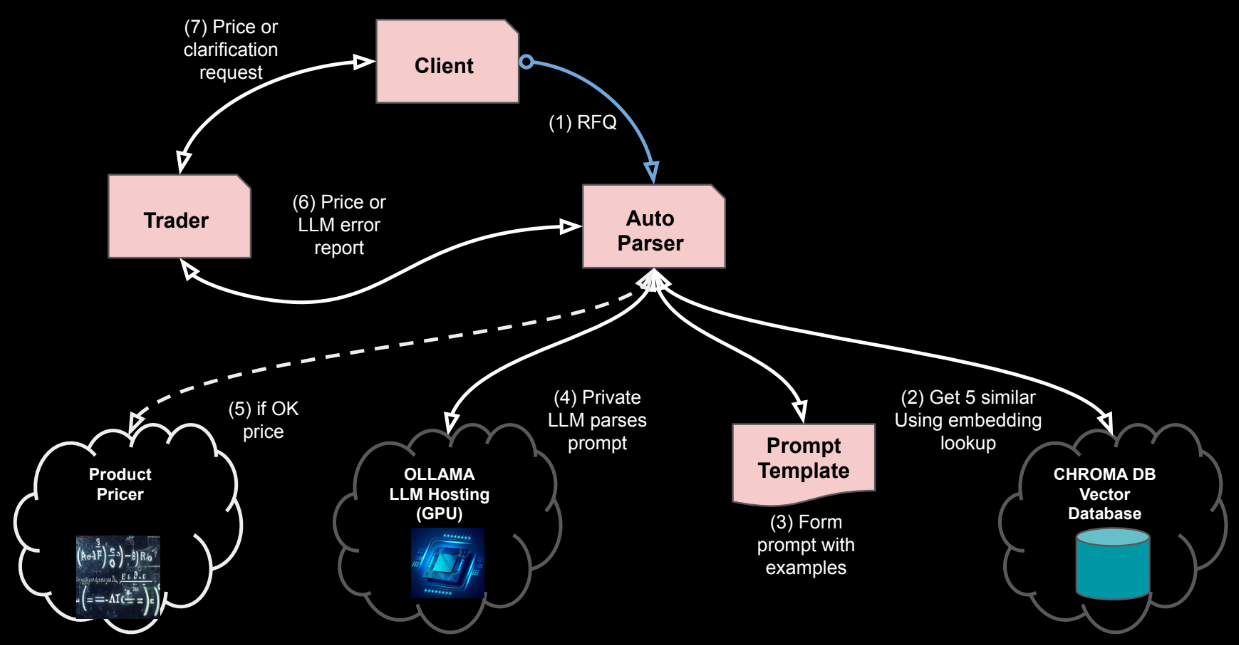 (7) Price or
clarification
request
Client
(1) RFQ
Trader
(6) Price or
LLM error
report
Auto
Parser
(5) if OK
price
(4) Private
LLM parses
prompt
(2) Get 5 similar
Using embedding
lookup
Prompt
Template
(3) Form
prompt with
examples
Product
Pricer
OLLAMA
LLM Hosting
(GPU)
CHROMA DB
Vector
Database